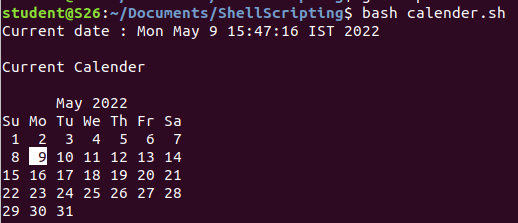 student@S26:~/Documents/ShellScripting$ bash calender.sh
Current date : Mon May 9 15:47:16 IST 2022
Current Calender
May 2022
Su Mo Tu We Th Fr Sa
1 2 3 4 5 6 7
8 9 10 11 12 13 14
15 16 17 18 19 20 21
22 23 24 25 26 27 28
29 30 31